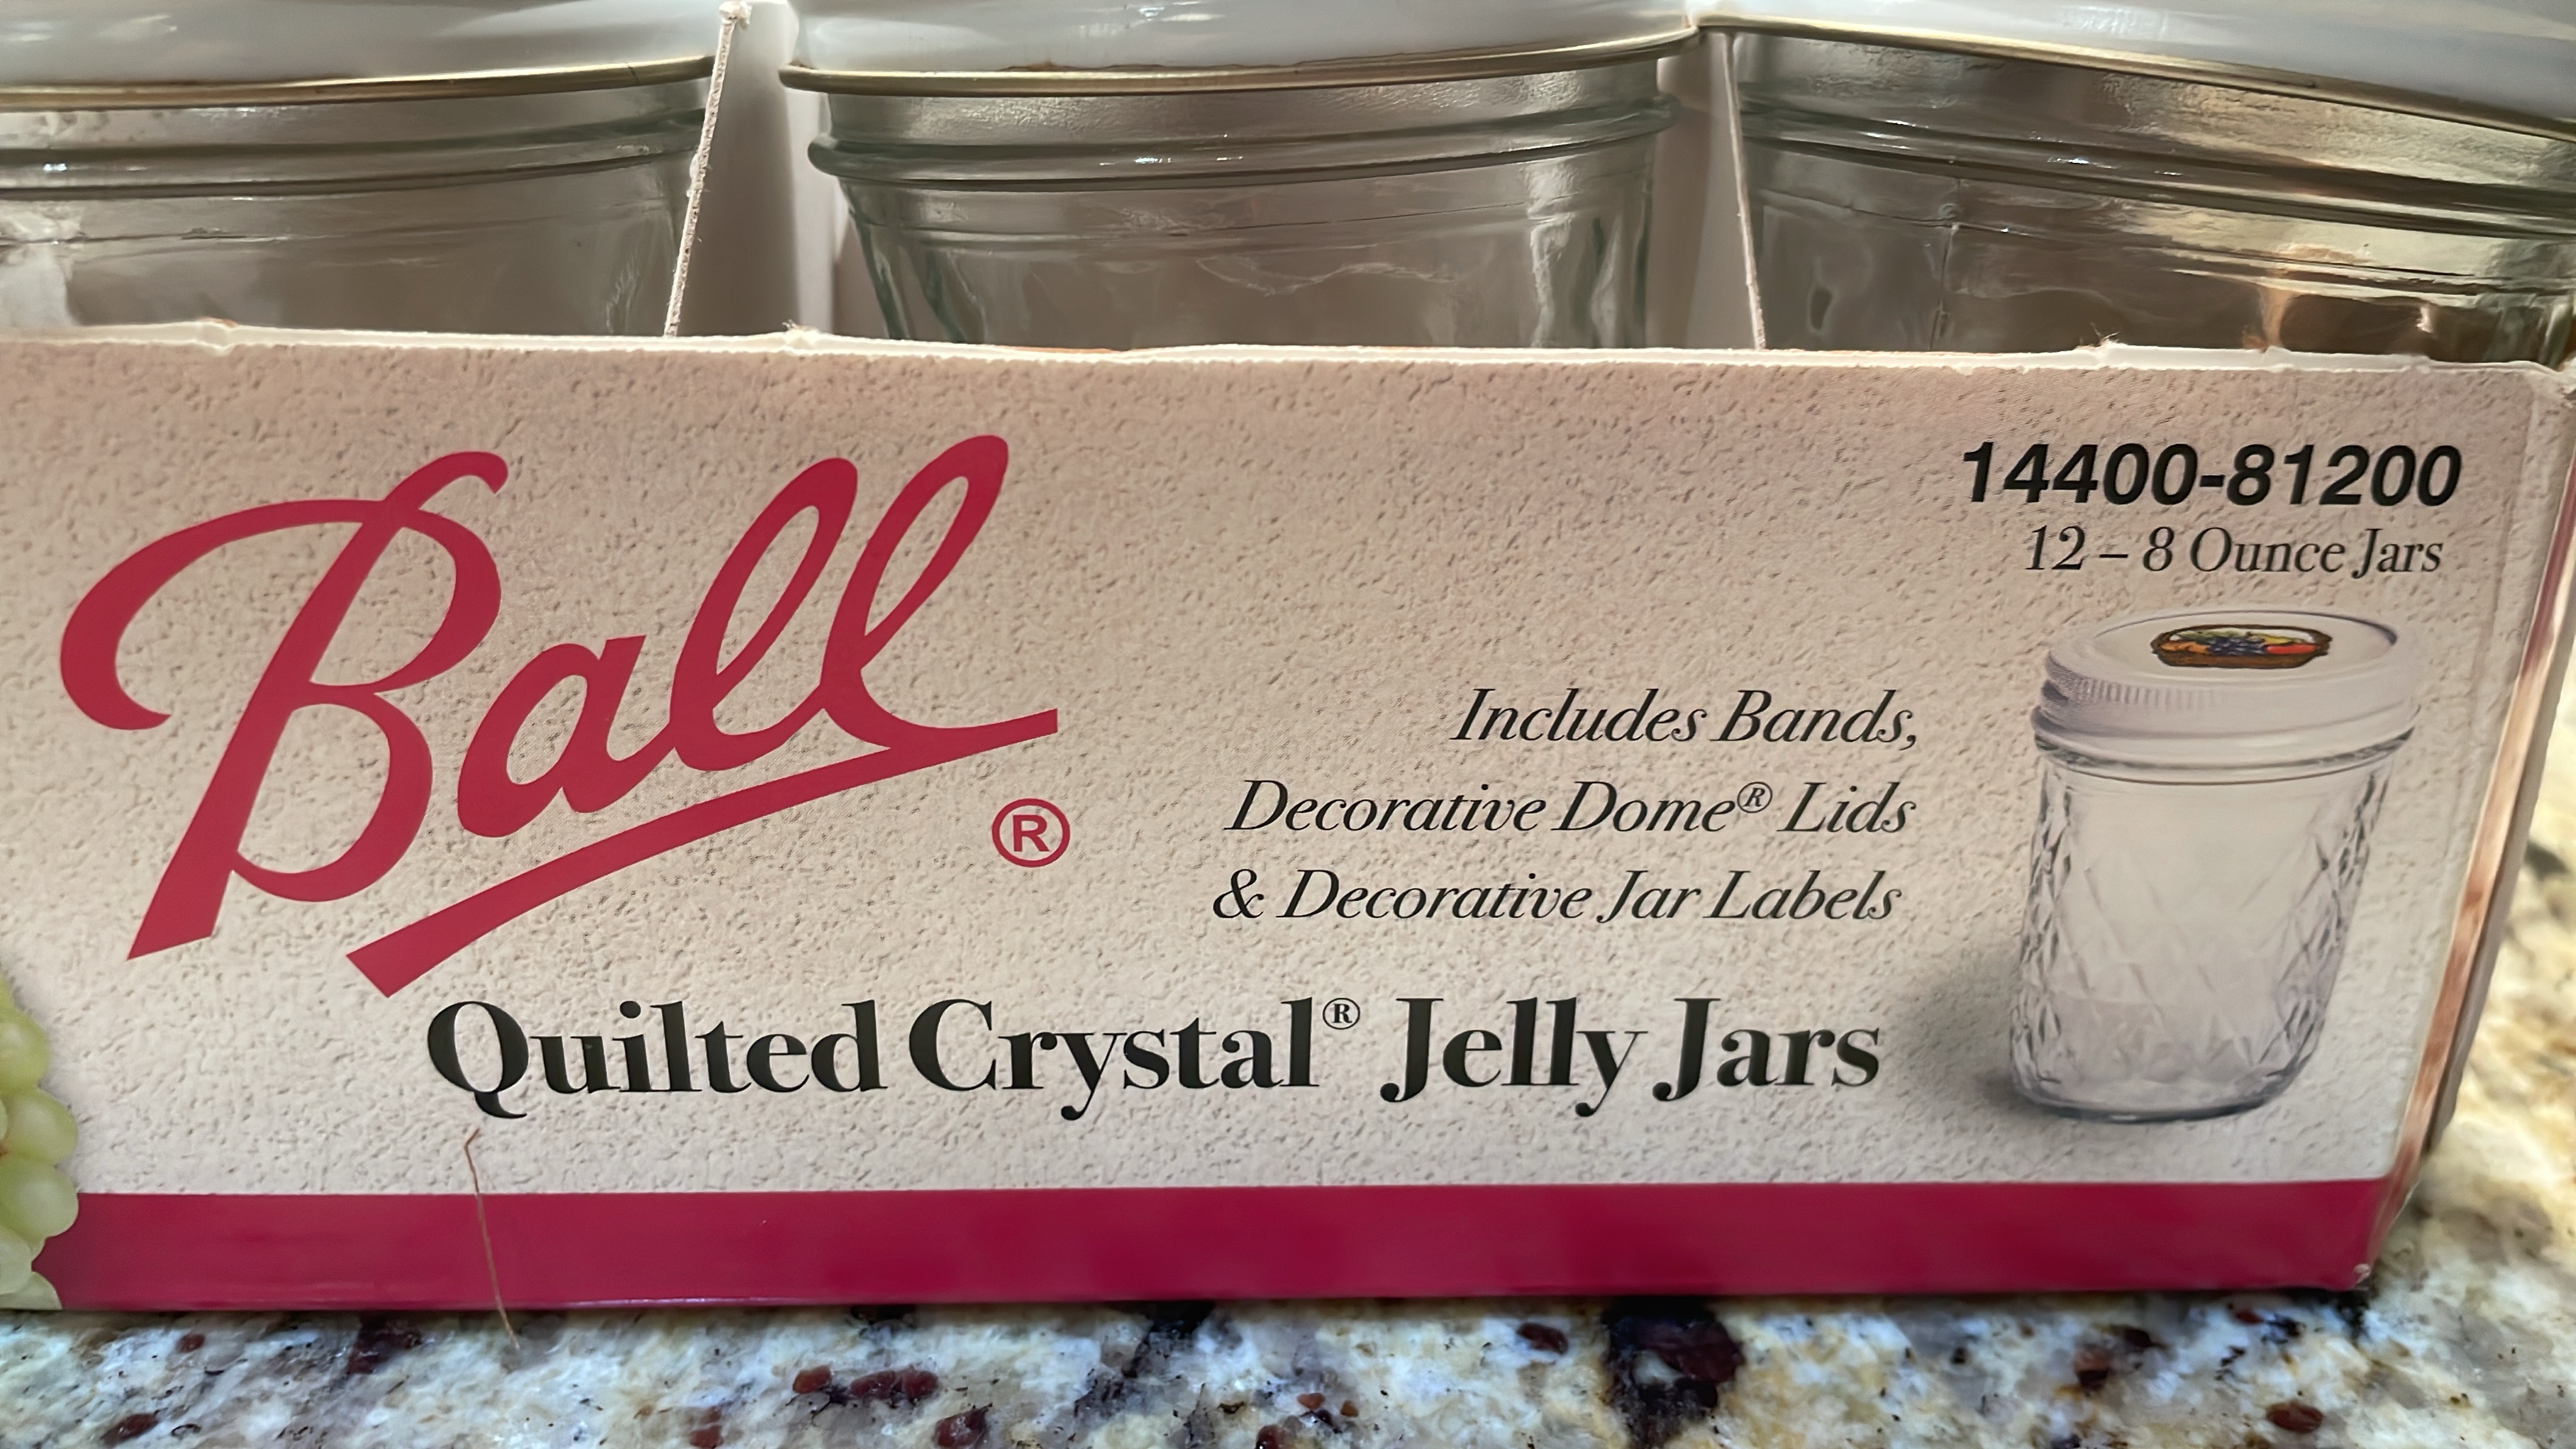 Ball®
14400-81200
12 – 8 Ounce Jars
Includes Bands,
Decorative Dome® Lids
& Decorative Jar Labels
Quilted Crystal® Jelly Jars